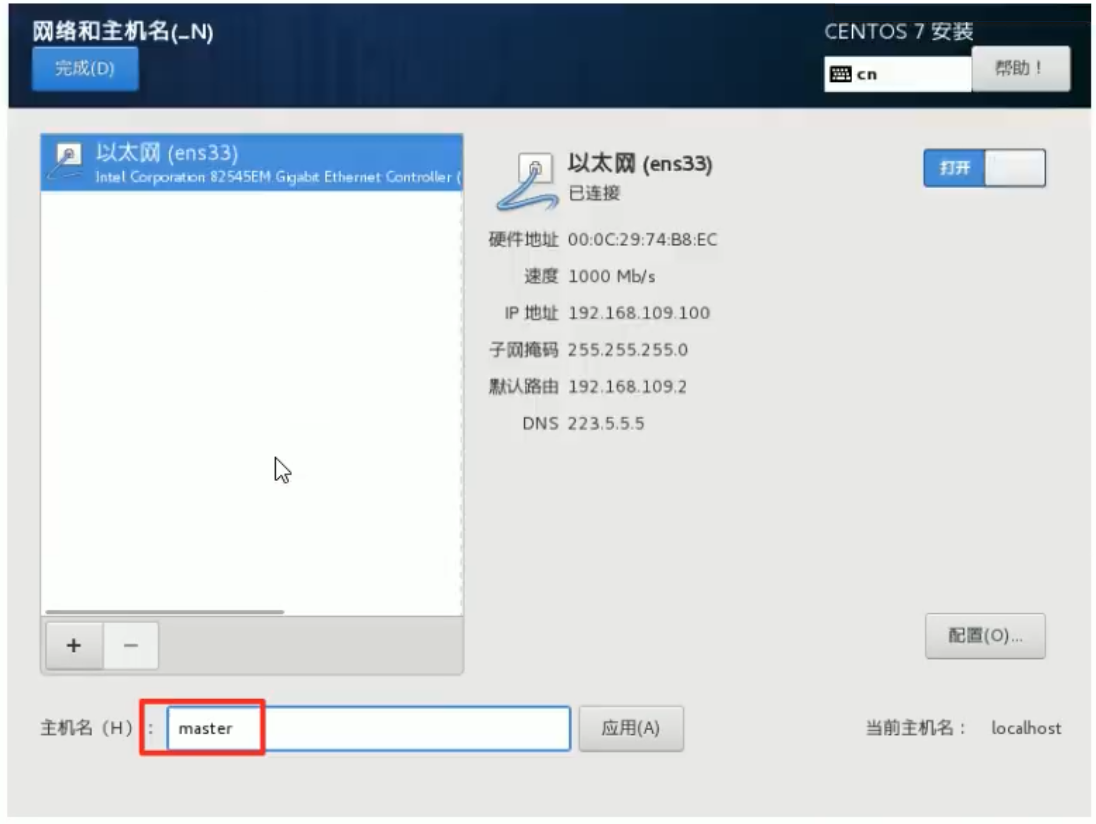 网络和主机名(_N)
CENTOS 7 安装
完成(D)
cn
帮助！
以太网 (ens33)
Intel Corporation 82545EM Gigabit Ethernet Controller (
以太网 (ens33)
已连接
打开
硬件地址 00:0C:29:74:B8:EC
速度 1000 Mb/s
IP 地址 192.168.109.100
子网掩码 255.255.255.0
默认路由 192.168.109.2
DNS 223.5.5.5
+ −
配置(O)...
主机名（H）： master
应用(A)
当前主机名： localhost